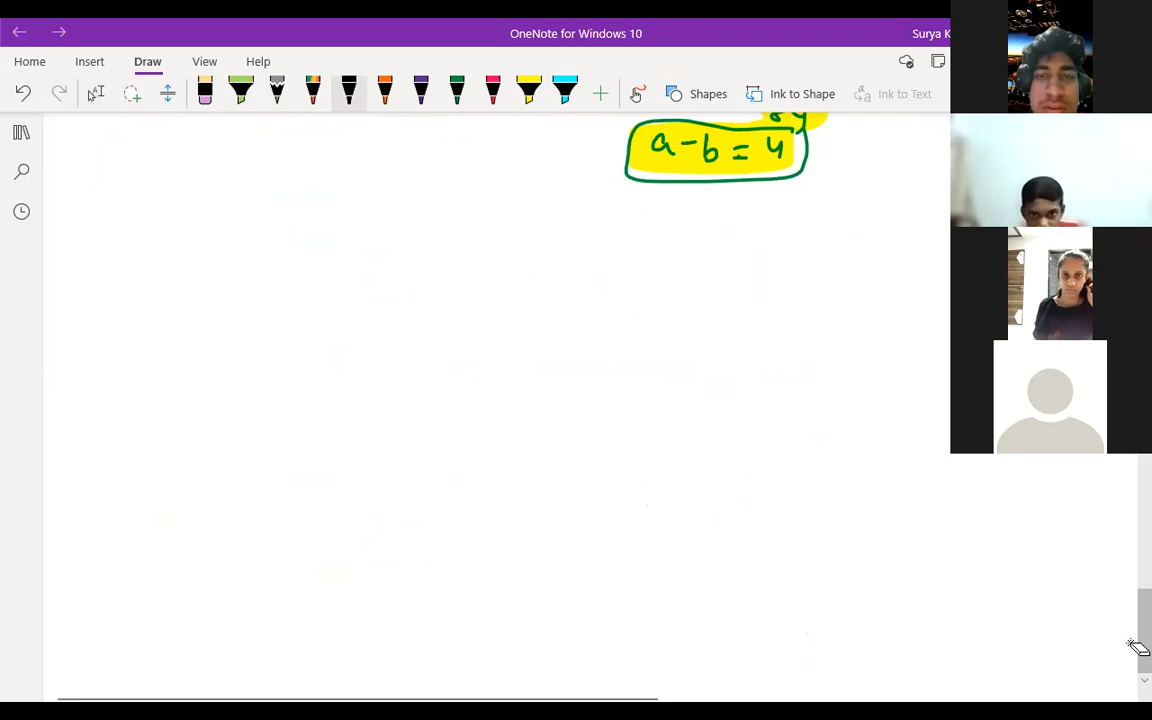 OneNote for Windows 10
Surya K
Home Insert Draw View Help
Shapes Ink to Shape Ink to Text
a - b = 4